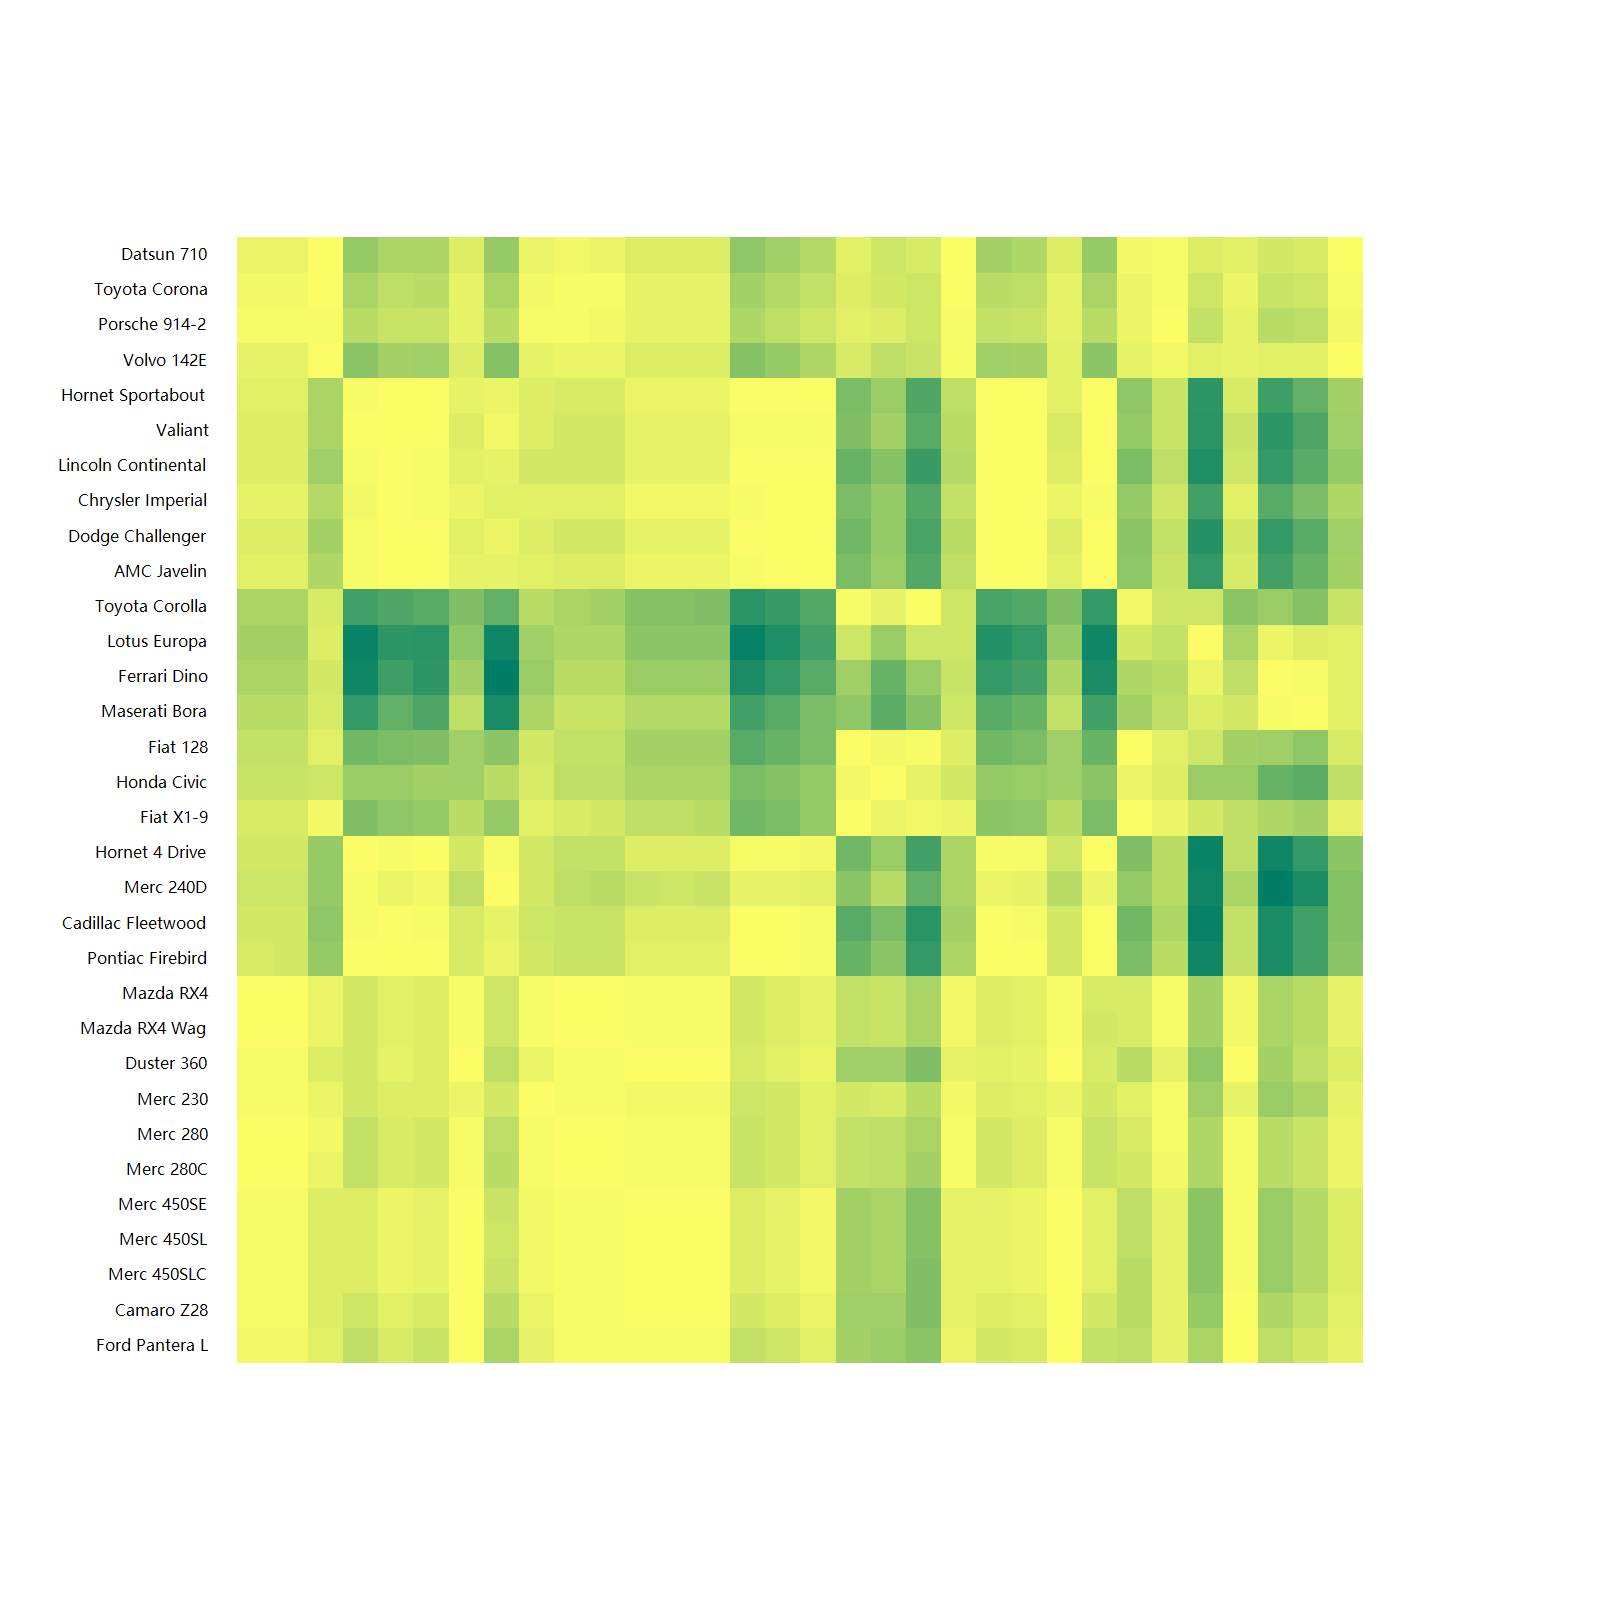 Datsun 710
Toyota Corona
Porsche 914-2
Volvo 142E
Hornet Sportabout
Valiant
Lincoln Continental
Chrysler Imperial
Dodge Challenger
AMC Javelin
Toyota Corolla
Lotus Europa
Ferrari Dino
Maserati Bora
Fiat 128
Honda Civic
Fiat X1-9
Hornet 4 Drive
Merc 240D
Cadillac Fleetwood
Pontiac Firebird
Mazda RX4
Mazda RX4 Wag
Duster 360
Merc 230
Merc 280
Merc 280C
Merc 450SE
Merc 450SL
Merc 450SLC
Camaro Z28
Ford Pantera L